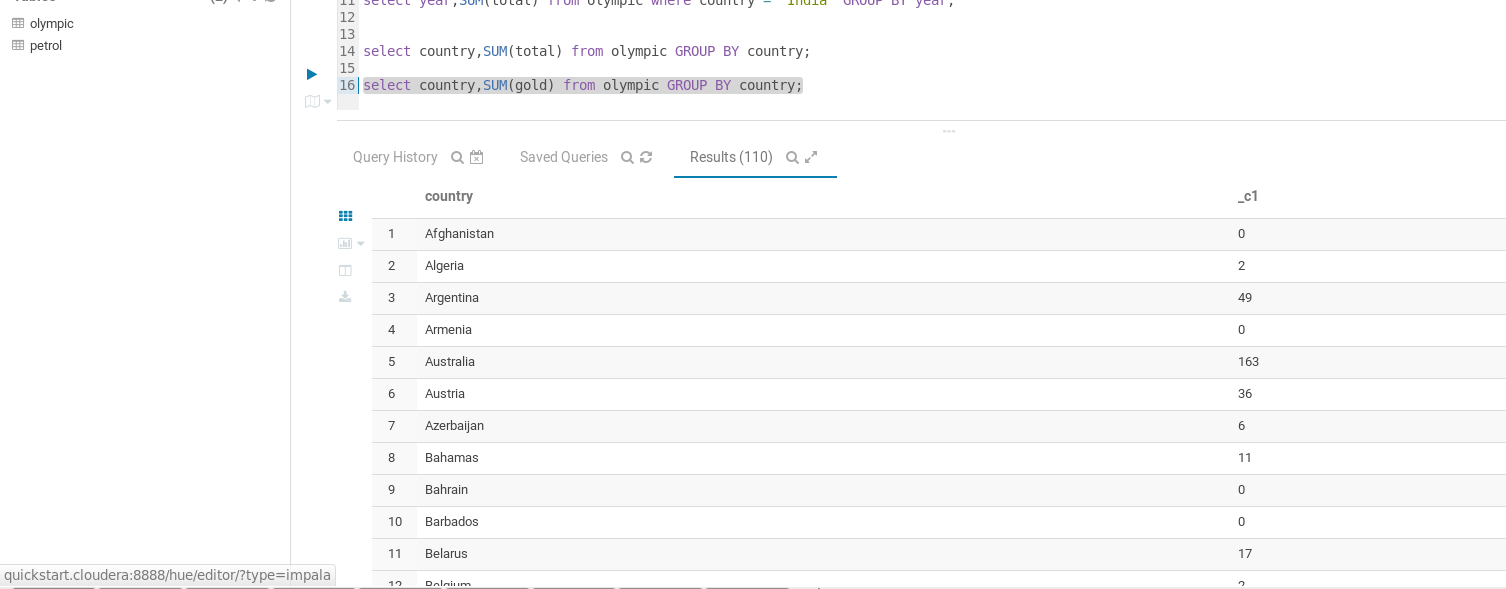 olympic
petrol
11 select year,SUM(total) from olympic where country = 'India' GROUP BY year;
12
13
14 select country,SUM(total) from olympic GROUP BY country;
15
16 select country,SUM(gold) from olympic GROUP BY country;
Query History Saved Queries Results (110)
country _c1
1 Afghanistan 0
2 Algeria 2
3 Argentina 49
4 Armenia 0
5 Australia 163
6 Austria 36
7 Azerbaijan 6
8 Bahamas 11
9 Bahrain 0
10 Barbados 0
11 Belarus 17
12 Belgium 2
quickstart.cloudera:8888/hue/editor/?type=impala